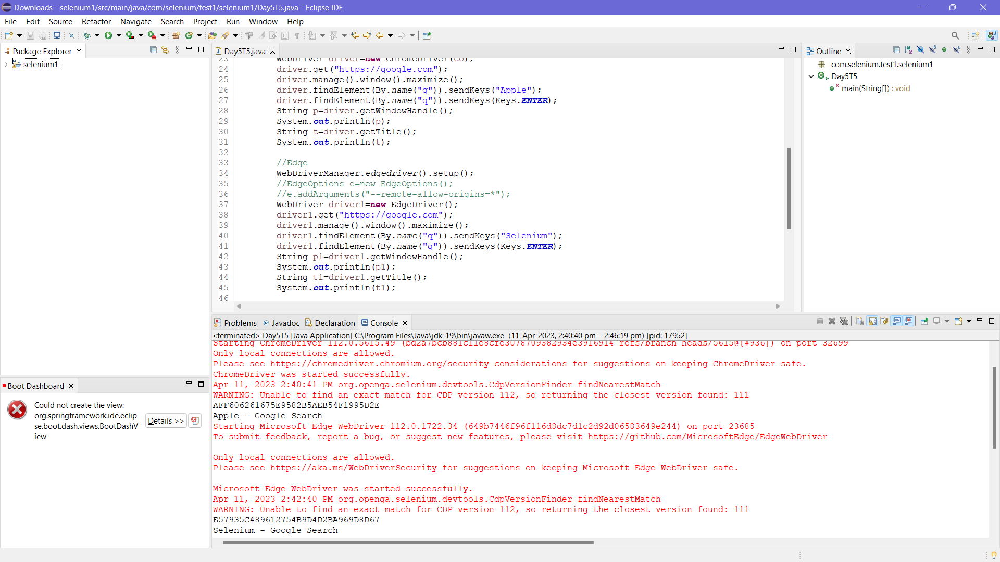 Downloads - selenium1/src/main/java/com/selenium/test1/selenium1/Day5T5.java - Eclipse IDE
File Edit Source Refactor Navigate Search Project Run Window Help
Package Explorer
selenium1
Day5T5.java
23 WebDriver driver=new ChromeDriver(co);
24 driver.get("https://google.com");
25 driver.manage().window().maximize();
26 driver.findElement(By.name("q")).sendKeys("Apple");
27 driver.findElement(By.name("q")).sendKeys(Keys.ENTER);
28 String p=driver.getWindowHandle();
29 System.out.println(p);
30 String t=driver.getTitle();
31 System.out.println(t);
32
33 //Edge
34 WebDriverManager.edgedriver().setup();
35 //EdgeOptions e=new EdgeOptions();
36 //e.addArguments("--remote-allow-origins=*");
37 WebDriver driver1=new EdgeDriver();
38 driver1.get("https://google.com");
39 driver1.manage().window().maximize();
40 driver1.findElement(By.name("q")).sendKeys("Selenium");
41 driver1.findElement(By.name("q")).sendKeys(Keys.ENTER);
42 String p1=driver1.getWindowHandle();
43 System.out.println(p1);
44 String t1=driver1.getTitle();
45 System.out.println(t1);
46
Outline
com.selenium.test1.selenium1
Day5T5
main(String[]) : void
Boot Dashboard
Could not create the view:
org.springframework.ide.eclip
se.boot.dash.views.BootDashV
iew
Details >>
Problems Javadoc Declaration Console
<terminated> Day5T5 [Java Application] C:\Program Files\Java\jdk-19\bin\javaw.exe (11-Apr-2023, 2:40:40 pm – 2:46:19 pm) [pid: 17952]
Starting ChromeDriver 112.0.5615.49 (bd2a7bcb881c11e8cfe3078709382934e3916914-refs/branch-heads/5615@{#936}) on port 32699
Only local connections are allowed.
Please see https://chromedriver.chromium.org/security-considerations for suggestions on keeping ChromeDriver safe.
ChromeDriver was started successfully.
Apr 11, 2023 2:40:41 PM org.openqa.selenium.devtools.CdpVersionFinder findNearestMatch
WARNING: Unable to find an exact match for CDP version 112, so returning the closest version found: 111
AFF606261675E9582B5AEB54F1995D2E
Apple - Google Search
Starting Microsoft Edge WebDriver 112.0.1722.34 (649b7446f96f116d8dc7d1c2d92d06583649e244) on port 23685
To submit feedback, report a bug, or suggest new features, please visit https://github.com/MicrosoftEdge/EdgeWebDriver
Only local connections are allowed.
Please see https://aka.ms/WebDriverSecurity for suggestions on keeping Microsoft Edge WebDriver safe.
Microsoft Edge WebDriver was started successfully.
Apr 11, 2023 2:42:40 PM org.openqa.selenium.devtools.CdpVersionFinder findNearestMatch
WARNING: Unable to find an exact match for CDP version 112, so returning the closest version found: 111
E57935C489612754B9D4D2BA969D8D67
Selenium - Google Search